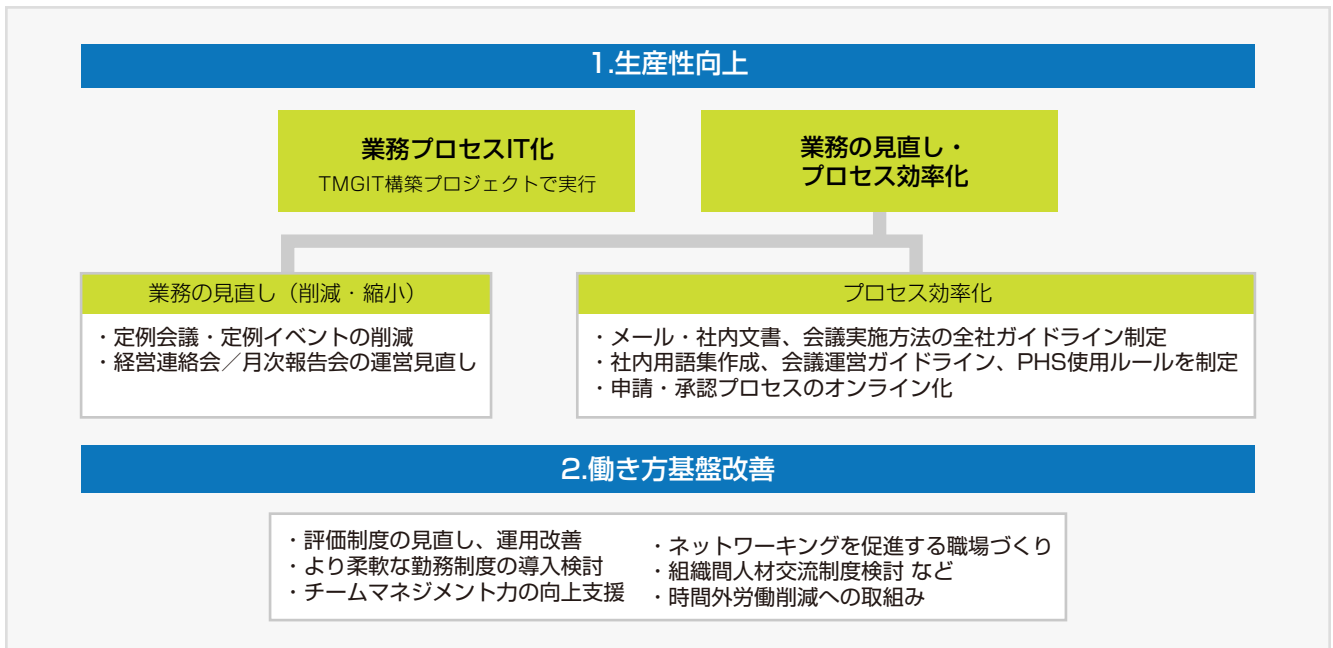 1.生産性向上
業務プロセスIT化
TMGIT構築プロジェクトで実行
業務の見直し・
プロセス効率化
業務の見直し（削減・縮小）
・定例会議・定例イベントの削減
・経営連絡会／月次報告会の運営見直し
プロセス効率化
・メール・社内文書、会議実施方法の全社ガイドライン制定
・社内用語集作成、会議運営ガイドライン、PHS使用ルールを制定
・申請・承認プロセスのオンライン化
2.働き方基盤改善
・評価制度の見直し、運用改善
・より柔軟な勤務制度の導入検討
・チームマネジメント力の向上支援
・ネットワーキングを促進する職場づくり
・組織間人材交流制度検討 など
・時間外労働削減への取組み